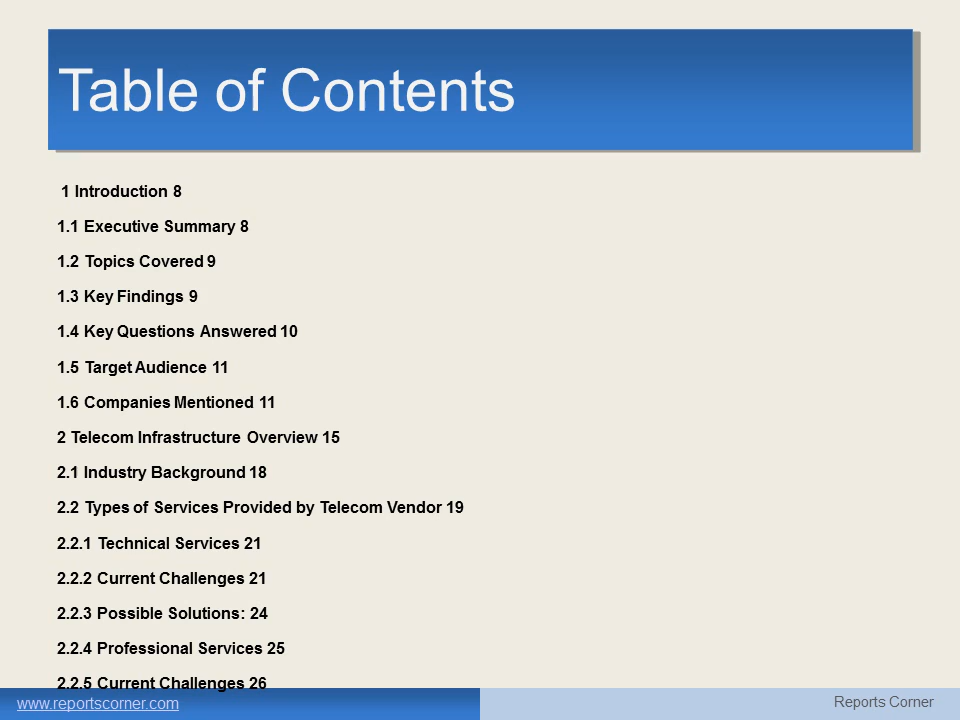 Table of Contents
1 Introduction 8
1.1 Executive Summary 8
1.2 Topics Covered 9
1.3 Key Findings 9
1.4 Key Questions Answered 10
1.5 Target Audience 11
1.6 Companies Mentioned 11
2 Telecom Infrastructure Overview 15
2.1 Industry Background 18
2.2 Types of Services Provided by Telecom Vendor 19
2.2.1 Technical Services 21
2.2.2 Current Challenges 21
2.2.3 Possible Solutions: 24
2.2.4 Professional Services 25
2.2.5 Current Challenges 26
www.reportscorner.com
Reports Corner